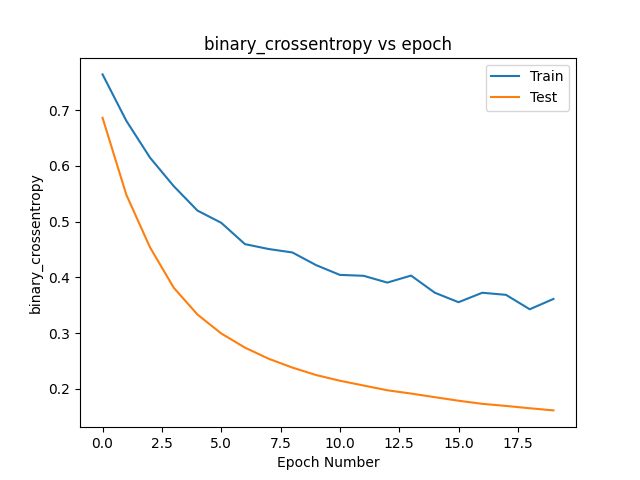 binary_crossentropy vs epoch
Train
Test
0.7
0.6
0.5
0.4
0.3
0.2
binary_crossentropy
0.0 2.5 5.0 7.5 10.0 12.5 15.0 17.5
Epoch Number